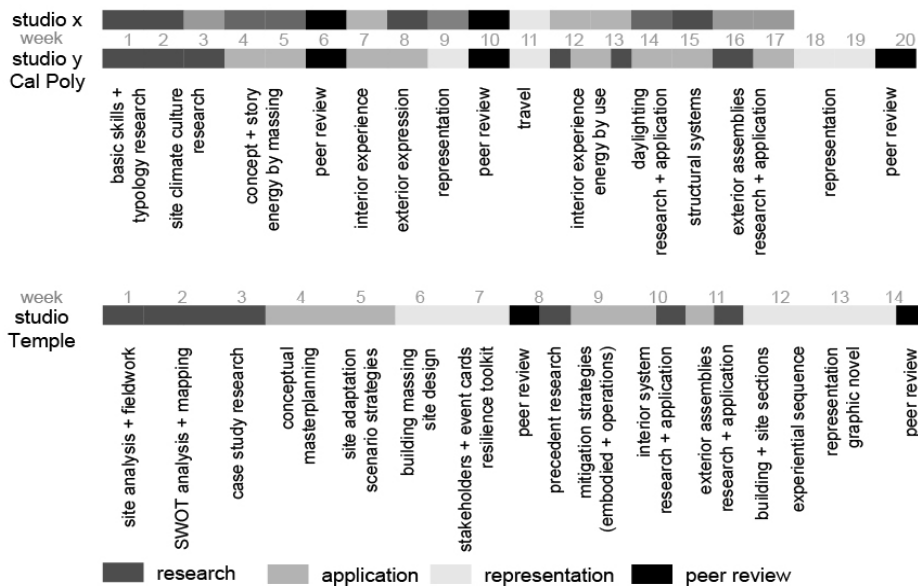 studio x
week 1 2 3 4 5 6 7 8 9 10 11 12 13 14 15 16 17 18 19 20
studio y
Cal Poly
basic skills +
typology research
site climate culture
research
concept + story
energy by massing
peer review
interior experience
exterior expression
representation
peer review
travel
interior experience
energy by use
daylighting
research + application
structural systems
exterior assemblies
research + application
representation
peer review
week 1 2 3 4 5 6 7 8 9 10 11 12 13 14
studio
Temple
site analysis + fieldwork
SWOT analysis + mapping
case study research
conceptual
masterplanning
site adaptation
scenario strategies
building massing
site design
stakeholders + event cards
resilience toolkit
peer review
precedent research
mitigation strategies
(embodied + operations)
interior system
research + application
exterior assemblies
research + application
building + site sections
experiential sequence
representation
graphic novel
peer review
research application representation peer review